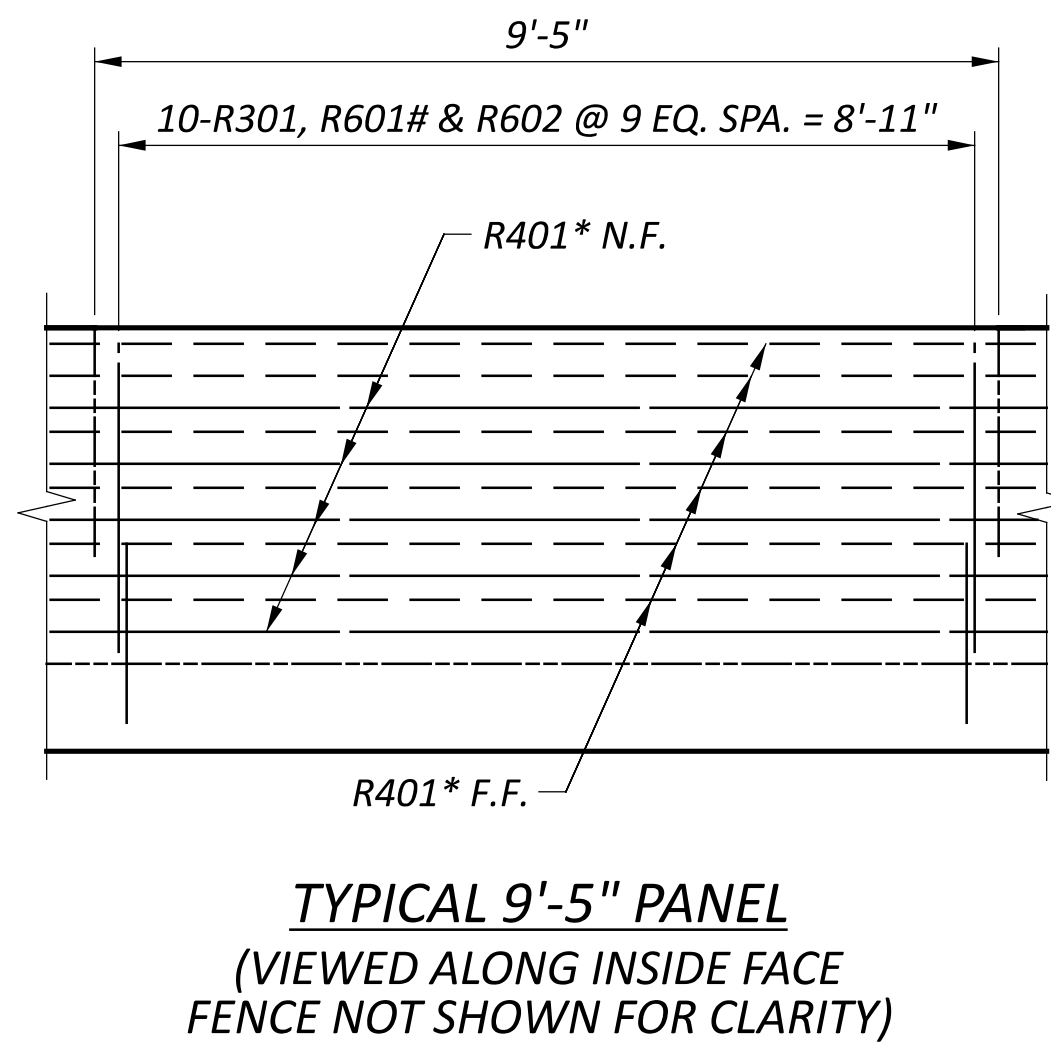 9'-5"
10-R301, R601# & R602 @ 9 EQ. SPA. = 8'-11"
R401* N.F.
R401* F.F.
TYPICAL 9'-5" PANEL
(VIEWED ALONG INSIDE FACE
FENCE NOT SHOWN FOR CLARITY)